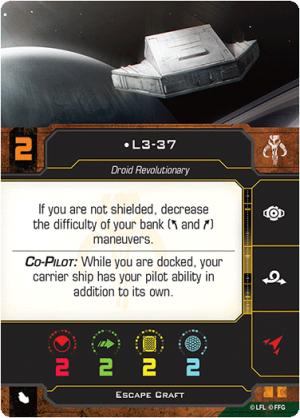 2
•L3-37
Droid Revolutionary
If you are not shielded, decrease
the difficulty of your bank (↰ and ↱)
maneuvers.
Co-Pilot: While you are docked, your
carrier ship has your pilot ability in
addition to its own.
2 2 2 2
Escape Craft
©LFL ©FFG